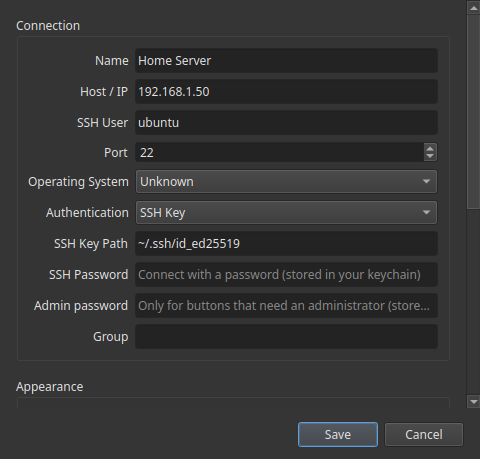 Connection
Name Home Server
Host / IP 192.168.1.50
SSH User ubuntu
Port 22
Operating System Unknown
Authentication SSH Key
SSH Key Path ~/.ssh/id_ed25519
SSH Password Connect with a password (stored in your keychain)
Admin password Only for buttons that need an administrator (store...
Group
Appearance
Save Cancel